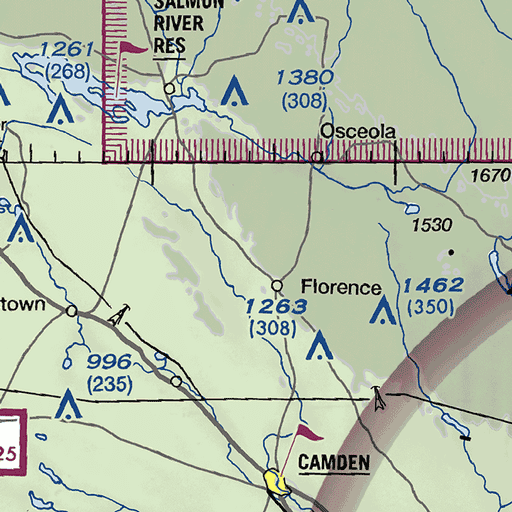 SALMON
RIVER
RES
1261
(268)
1380
(308)
Osceola
1670
1530
Florence
1462
(350)
1263
(308)
town
996
(235)
25
CAMDEN